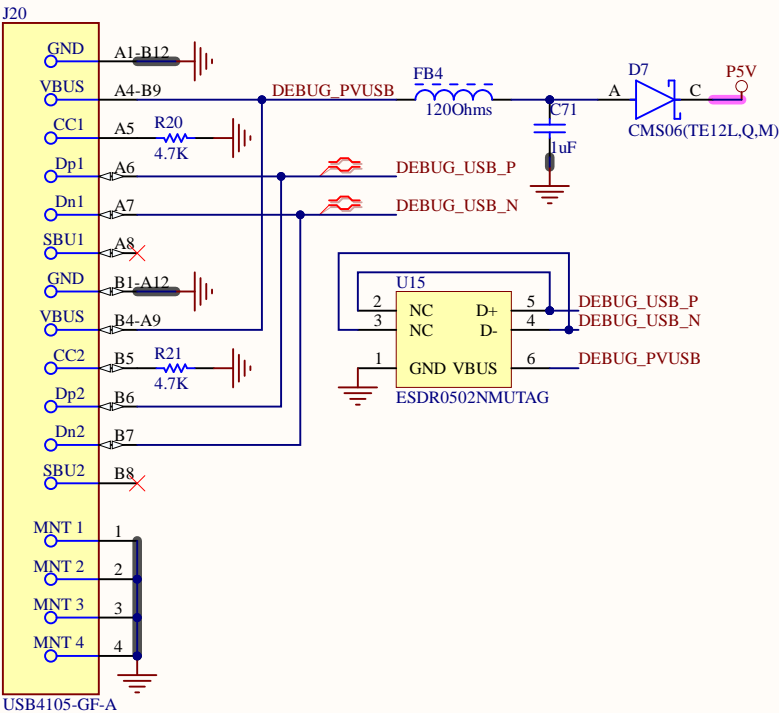 J20
GND A1-B12
VBUS A4-B9 DEBUG_PVUSB FB4 120Ohms A D7 C P5V
CMS06(TE12L,Q,M)
C71
1uF
CC1 A5 R20
4.7K
Dp1 A6 DEBUG_USB_P
Dn1 A7 DEBUG_USB_N
SBU1 A8
GND B1-A12
VBUS B4-A9
CC2 B5 R21
4.7K
Dp2 B6
Dn2 B7
SBU2 B8
MNT 1 1
MNT 2 2
MNT 3 3
MNT 4 4
USB4105-GF-A
U15
2 NC D+ 5 DEBUG_USB_P
3 NC D- 4 DEBUG_USB_N
1 GND VBUS 6 DEBUG_PVUSB
ESDR0502NMUTAG